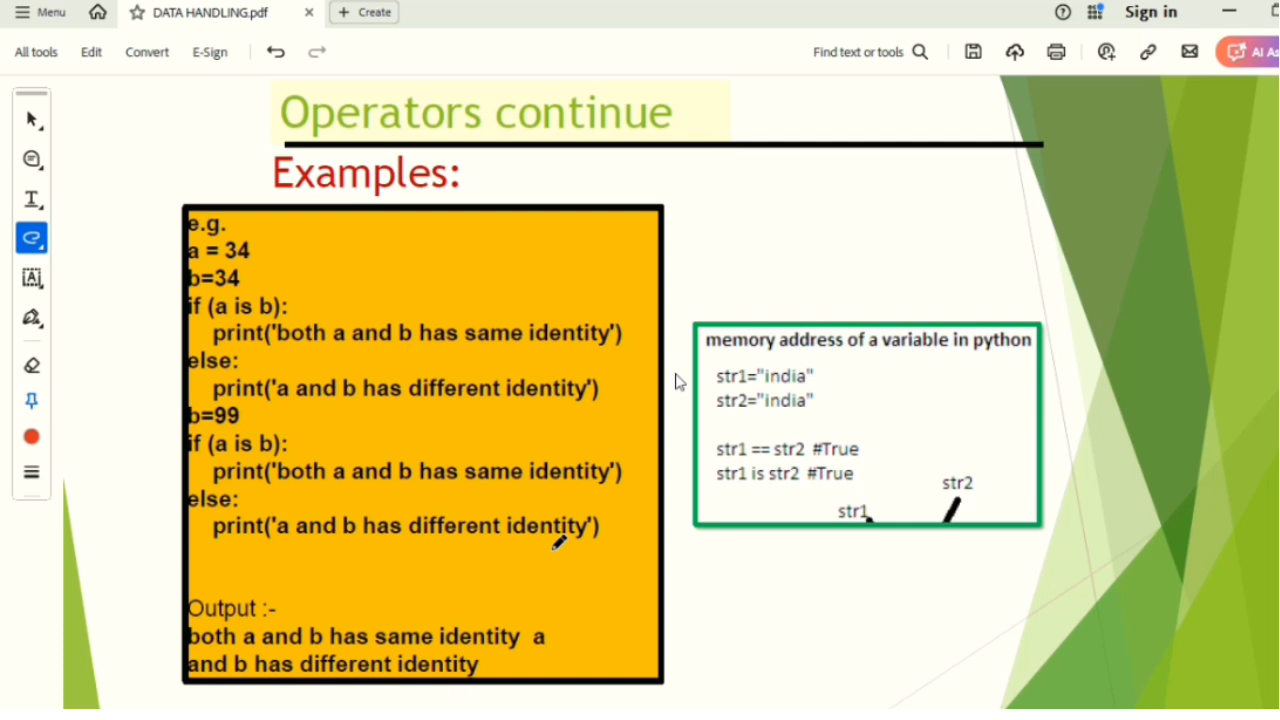 Menu
DATA HANDLING.pdf
Create
Sign in
All tools
Edit
Convert
E-Sign
Find text or tools
Operators continue
Examples:
e.g.
a = 34
b=34
if (a is b):
print('both a and b has same identity')
else:
print('a and b has different identity')
b=99
if (a is b):
print('both a and b has same identity')
else:
print('a and b has different identity')
Output :-
both a and b has same identity a
and b has different identity
memory address of a variable in python
str1="india"
str2="india"
str1 == str2 #True
str1 is str2 #True
str2
str1